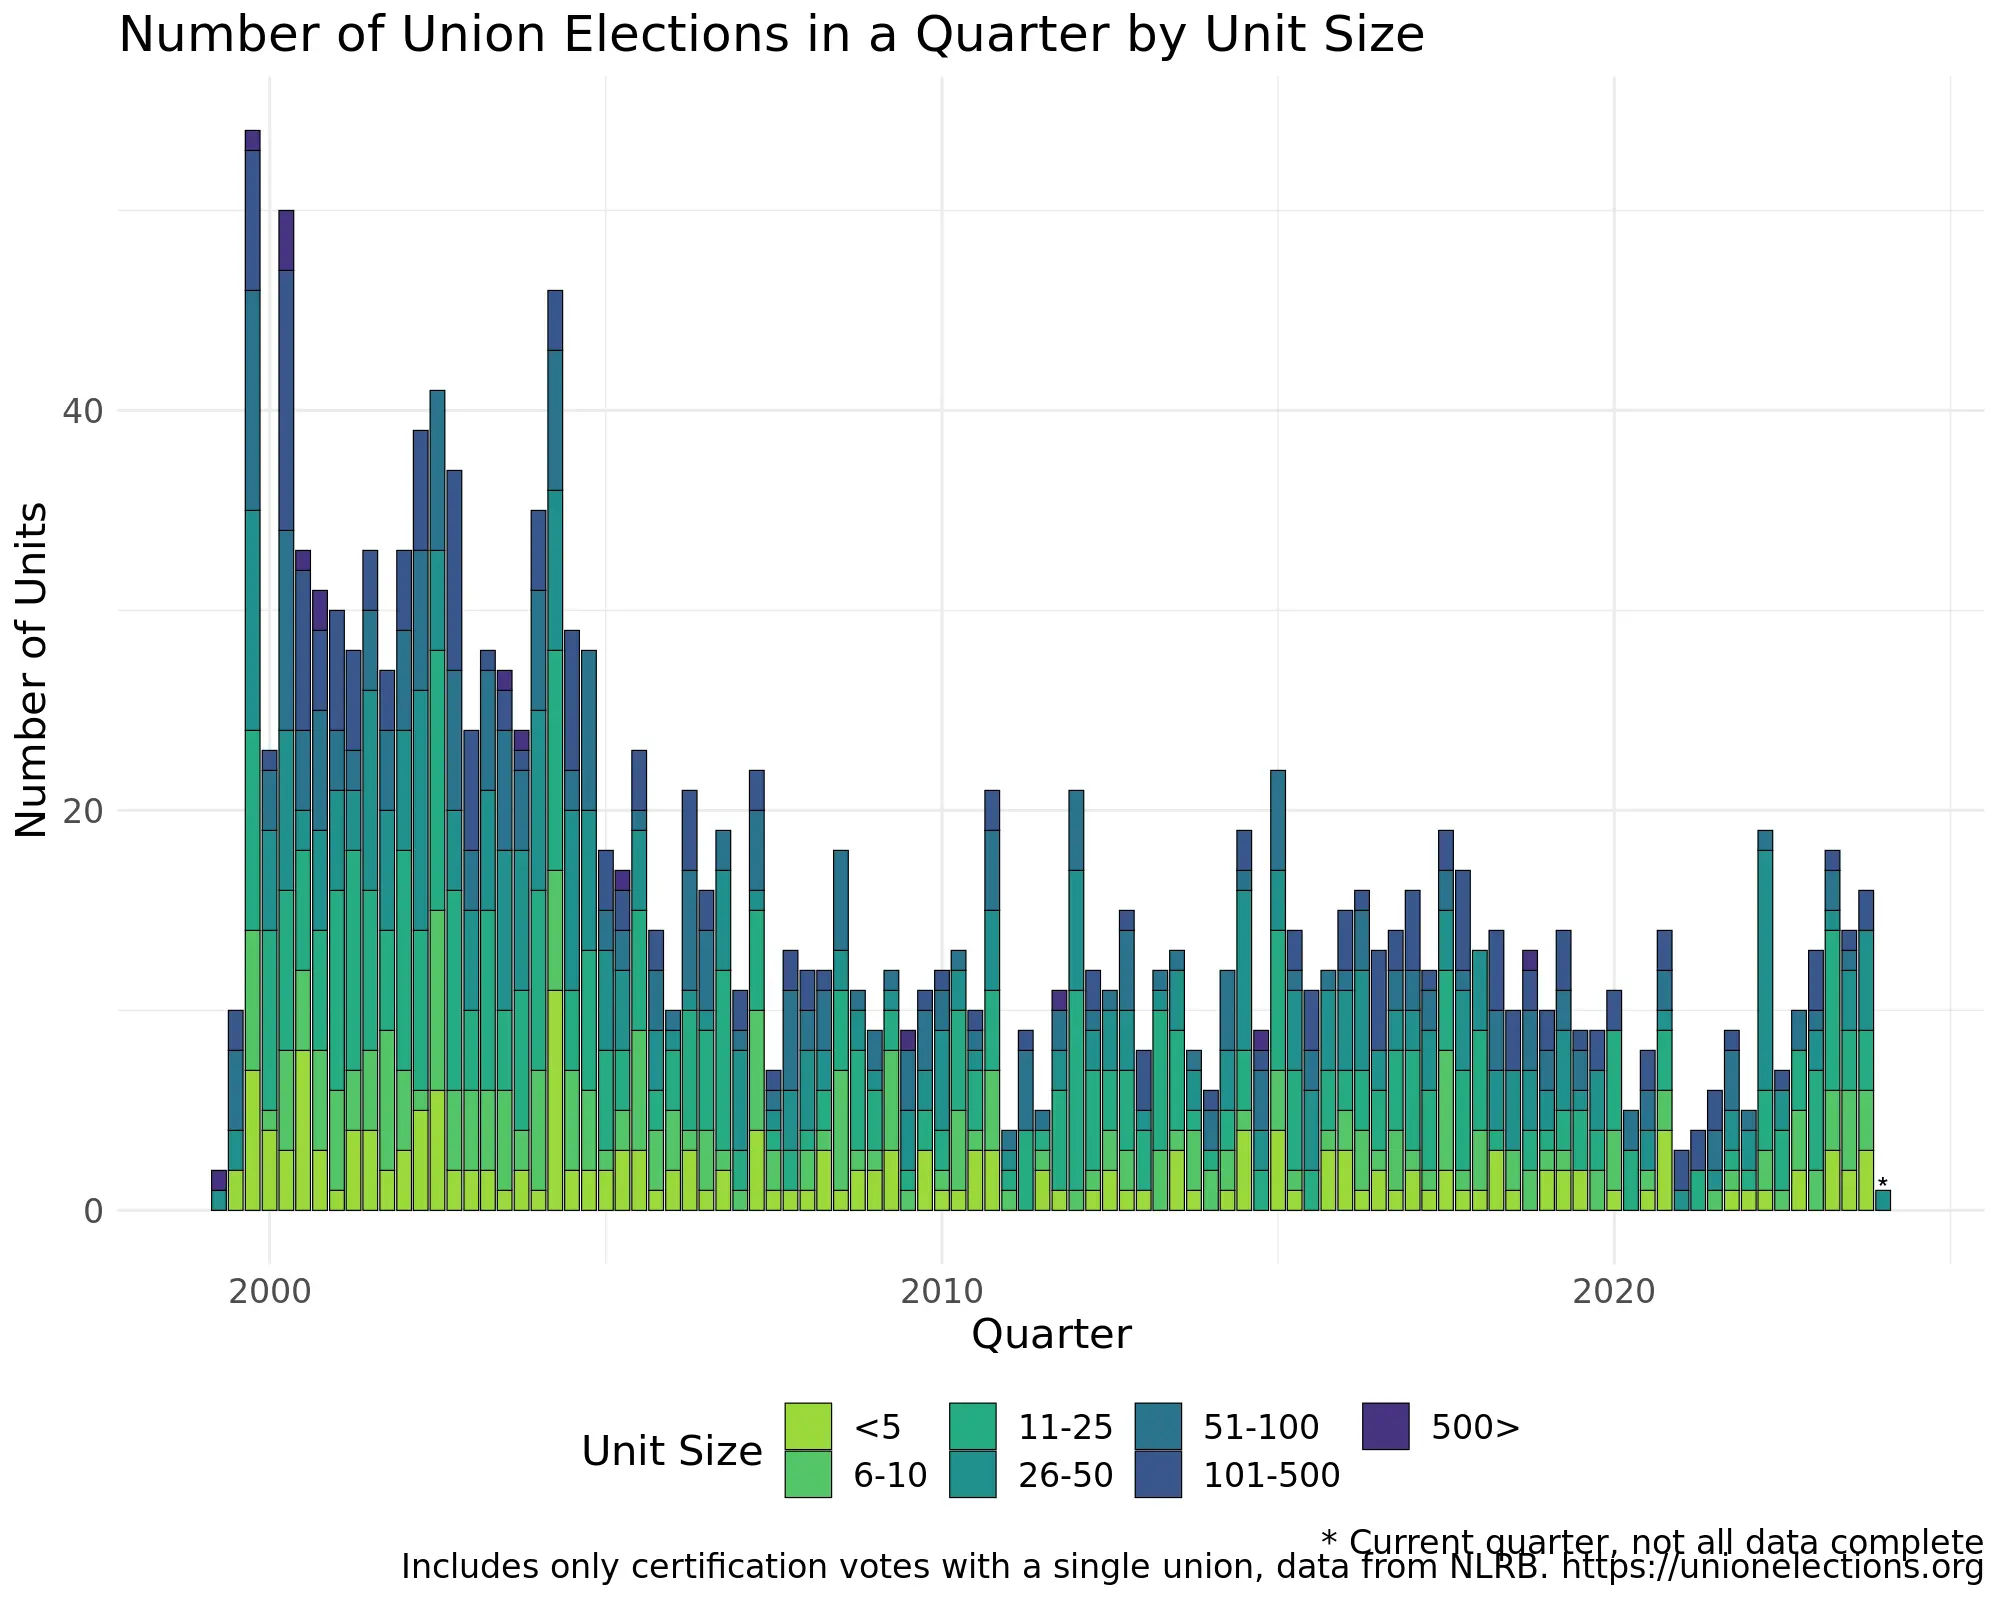 Number of Union Elections in a Quarter by Unit Size
Number of Units
40
20
0
*
2000
2010
2020
Quarter
Unit Size
<5
11-25
51-100
500>
6-10
26-50
101-500
* Current quarter, not all data complete
Includes only certification votes with a single union, data from NLRB. https://unionelections.org